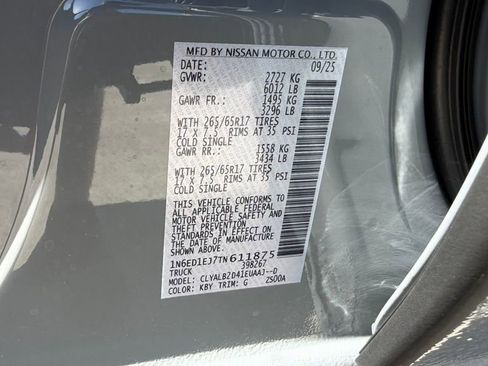 MFD BY NISSAN MOTOR CO., LTD.
DATE: 09/25
GVWR: 2727 KG
6012 LB
GAWR FR.: 1495 KG
3296 LB
WITH 265/65R17 TIRES
17 X 7.5 RIMS AT 35 PSI
COLD SINGLE
GAWR RR.: 1558 KG
3434 LB
WITH 265/65R17 TIRES
17 X 7.5 RIMS AT 35 PSI
COLD SINGLE
THIS VEHICLE CONFORMS TO
ALL APPLICABLE FEDERAL
MOTOR VEHICLE SAFETY AND
THEFT PREVENTION
STANDARDS IN EFFECT ON
THE DATE OF MANUFACTURE
SHOWN ABOVE.
1N6ED1EJ7TN611875
TRUCK 398267
MODEL: CLYALBZD41EUAAJ--D
COLOR: KBY TRIM: G ZS00A